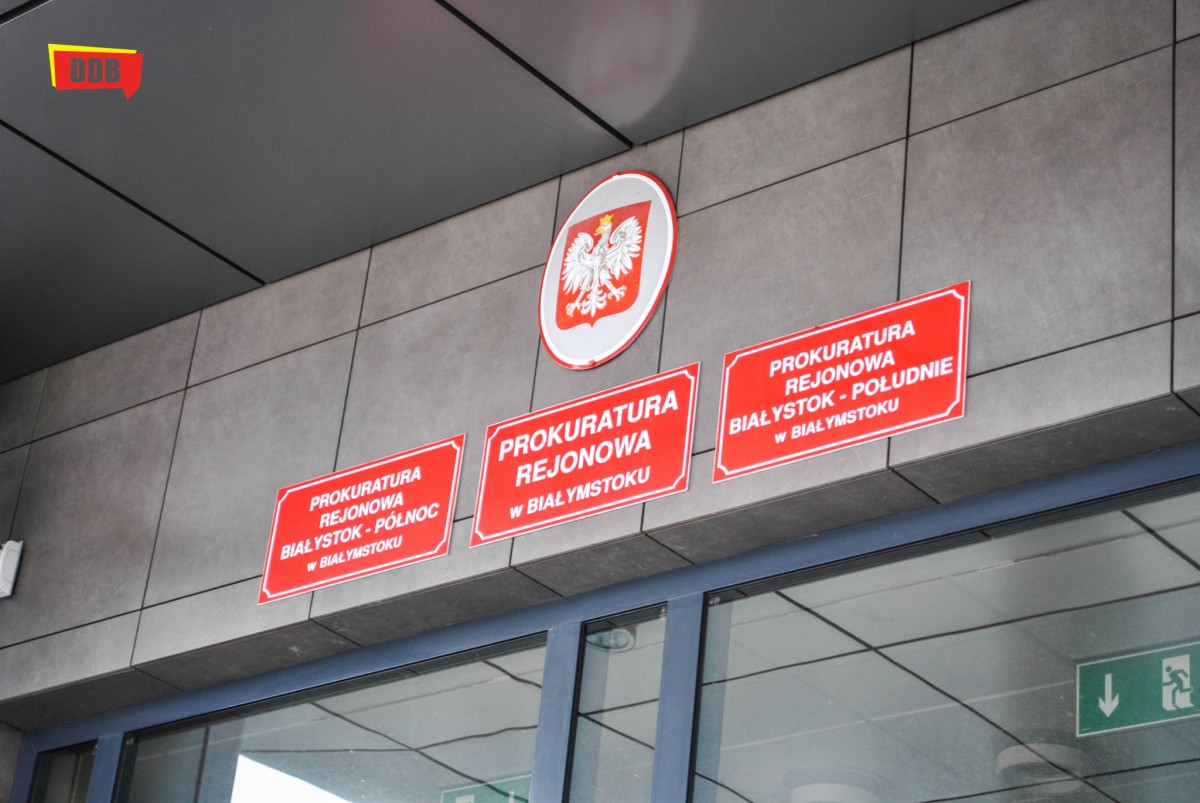 DDB
PROKURATURA
REJONOWA
BIAŁYSTOK - PÓŁNOC
w BIAŁYMSTOKU
PROKURATURA
REJONOWA
w BIAŁYMSTOKU
PROKURATURA
REJONOWA
BIAŁYSTOK - POŁUDNIE
w BIAŁYMSTOKU